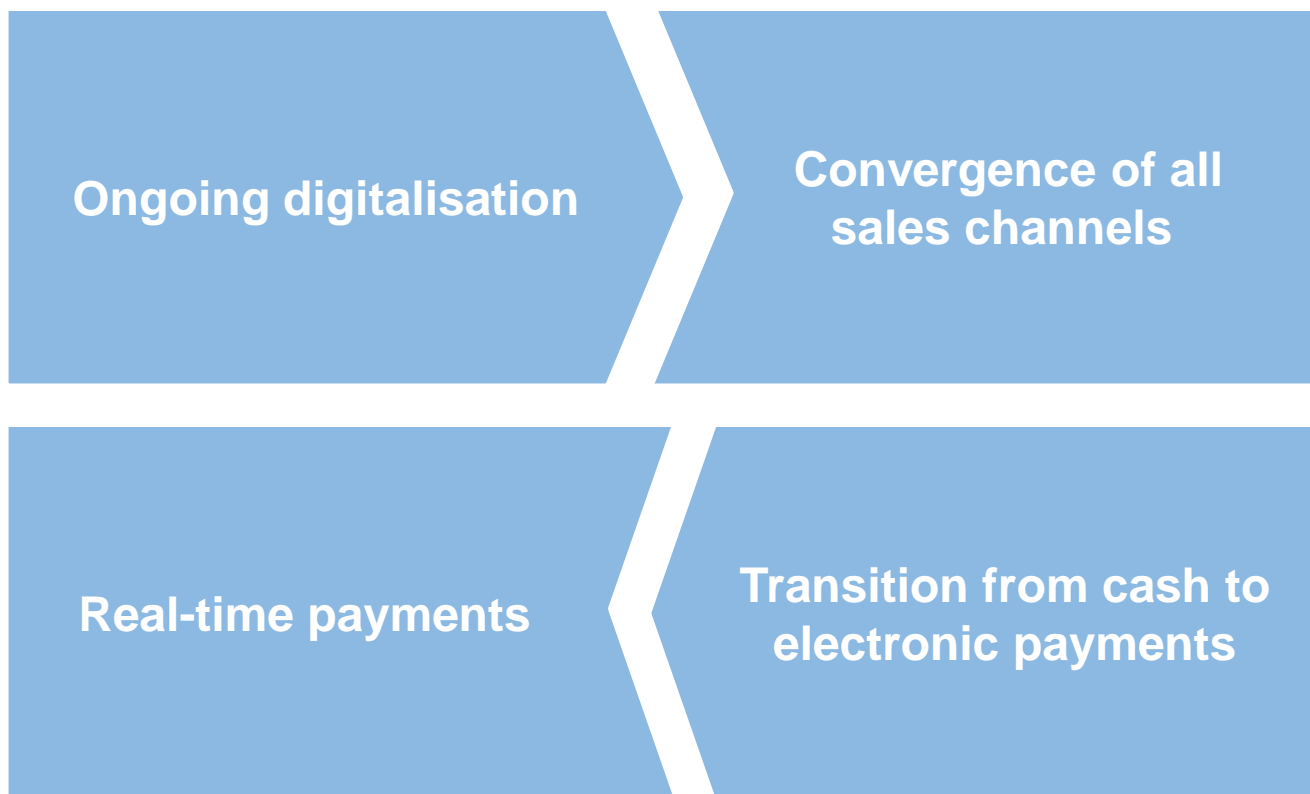 Ongoing digitalisation
Convergence of all
sales channels
Real-time payments
Transition from cash to
electronic payments